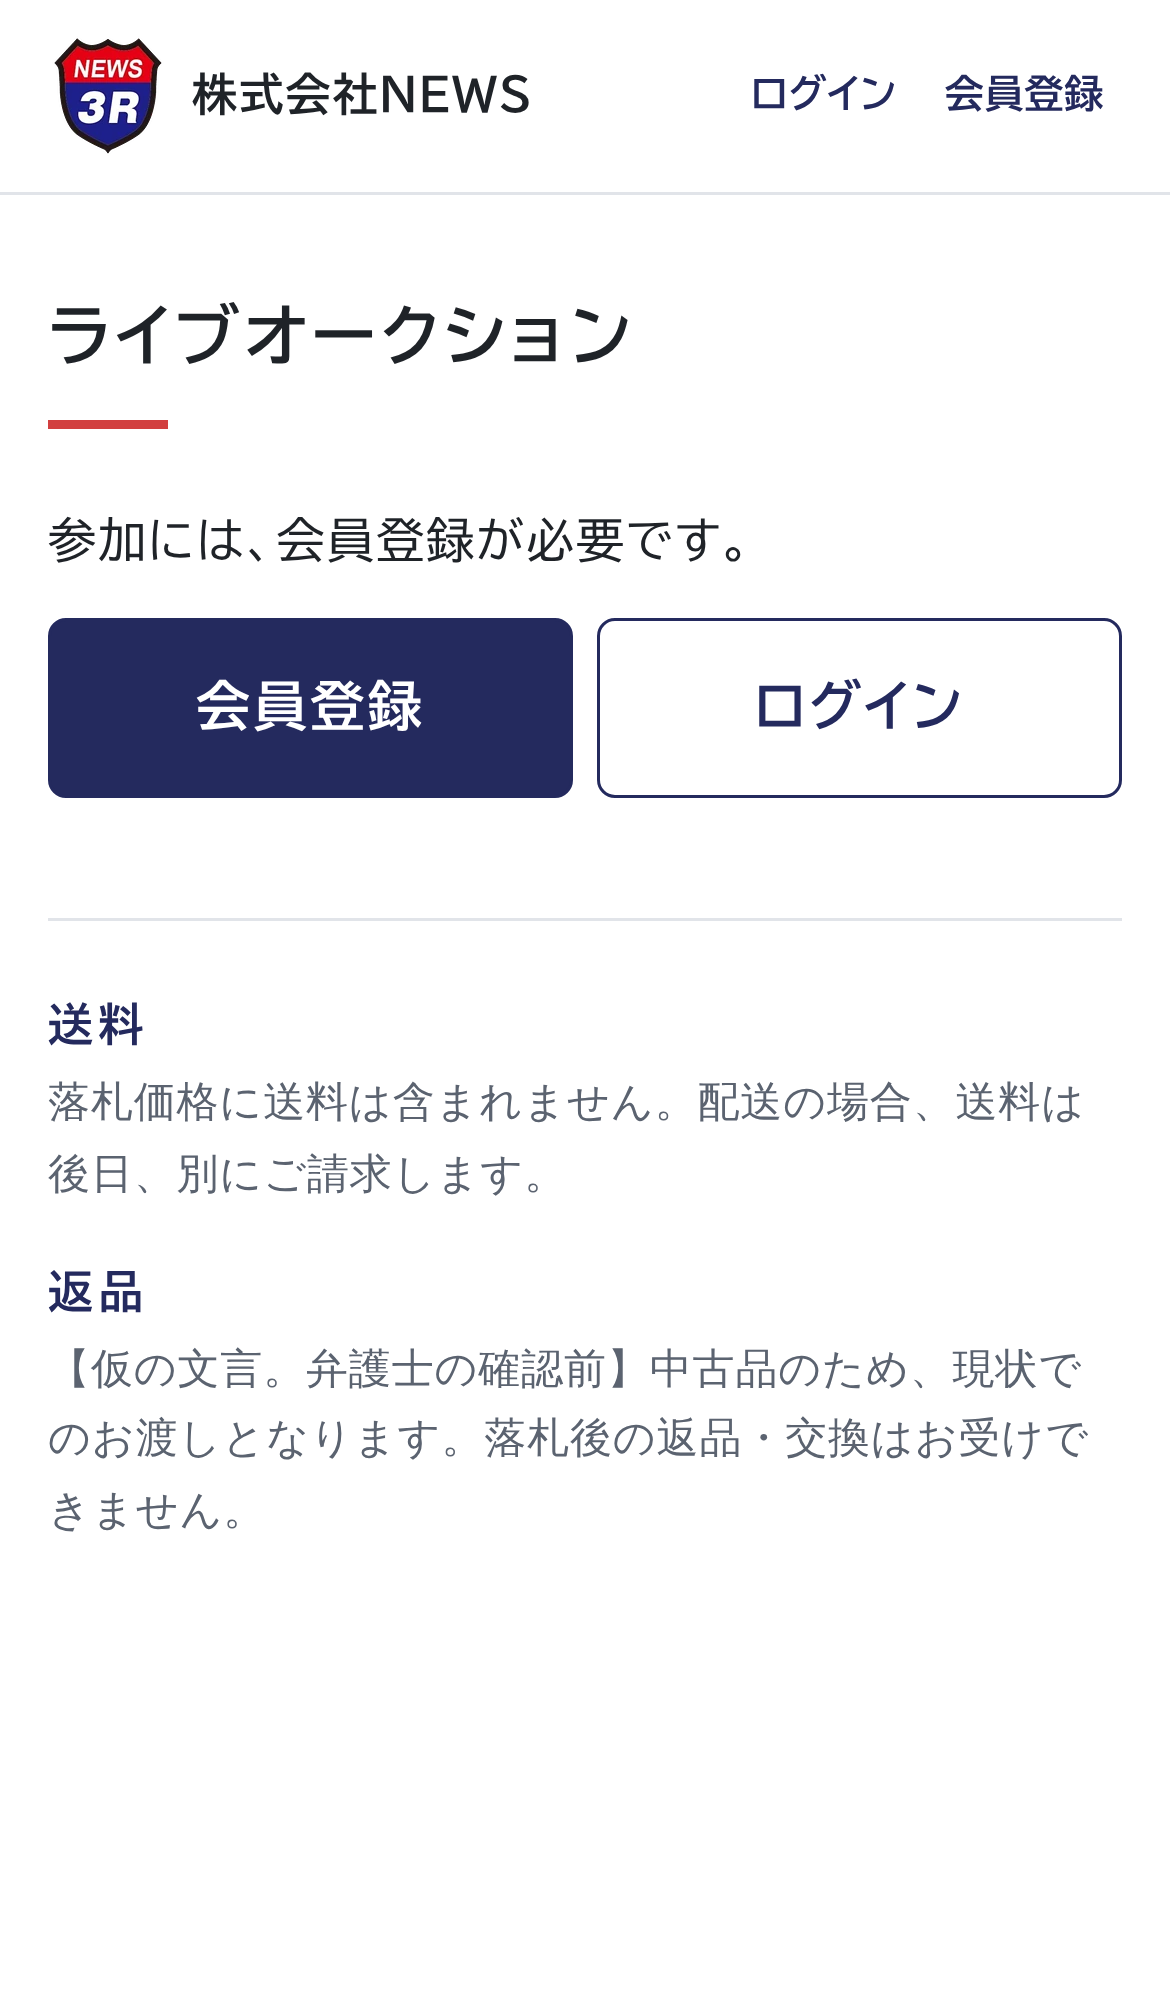 NEWS
3R
株式会社NEWS
ログイン 会員登録
ライブオークション
参加には、会員登録が必要です。
会員登録 ログイン
送料
落札価格に送料は含まれません。配送の場合、送料は
後日、別にご請求します。
返品
【仮の文言。弁護士の確認前】中古品のため、現状で
のお渡しとなります。落札後の返品・交換はお受けで
きません。